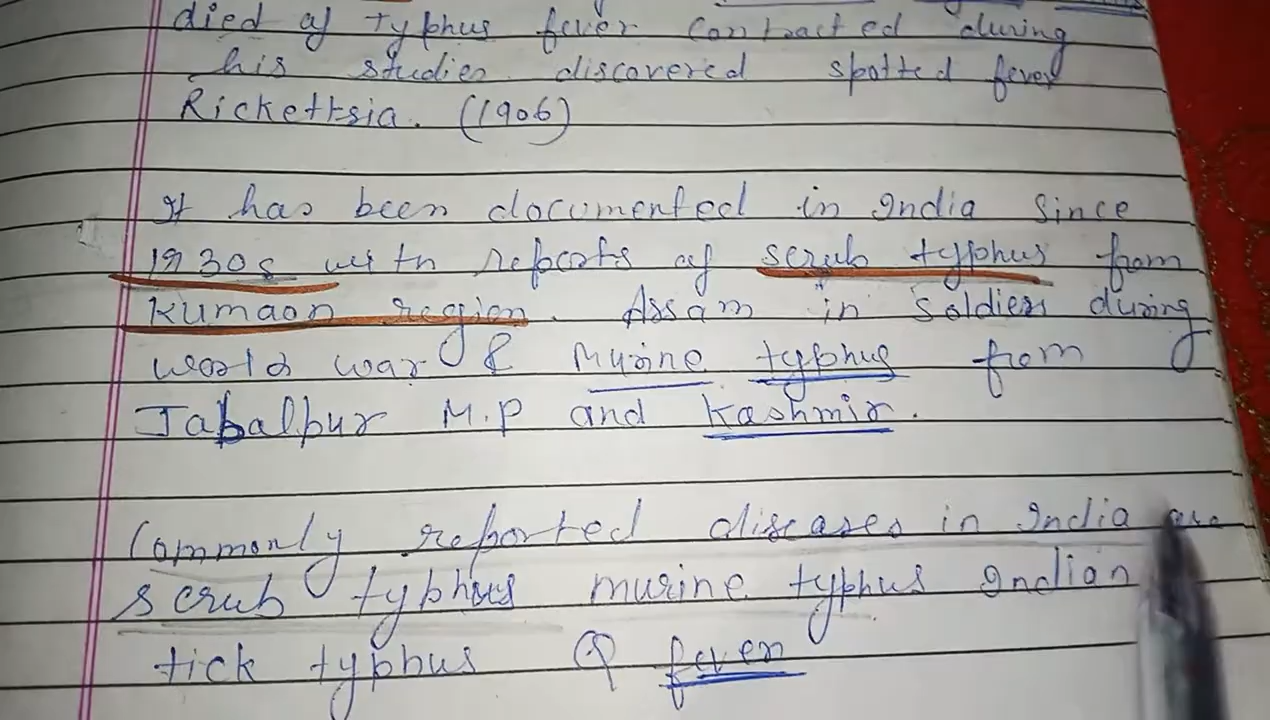 died of typhus fever contracted during
his studies discovered spotted fever
Rickettsia. (1906)
It has been documented in India since
1930s with reports of scrub typhus from
Kumaon region. Assam in soldiers during
world war & Murine typhus from
Jabalpur M.P and Kashmir.
Commonly reported diseases in India are
scrub typhus murine typhus Indian
tick typhus Q fever